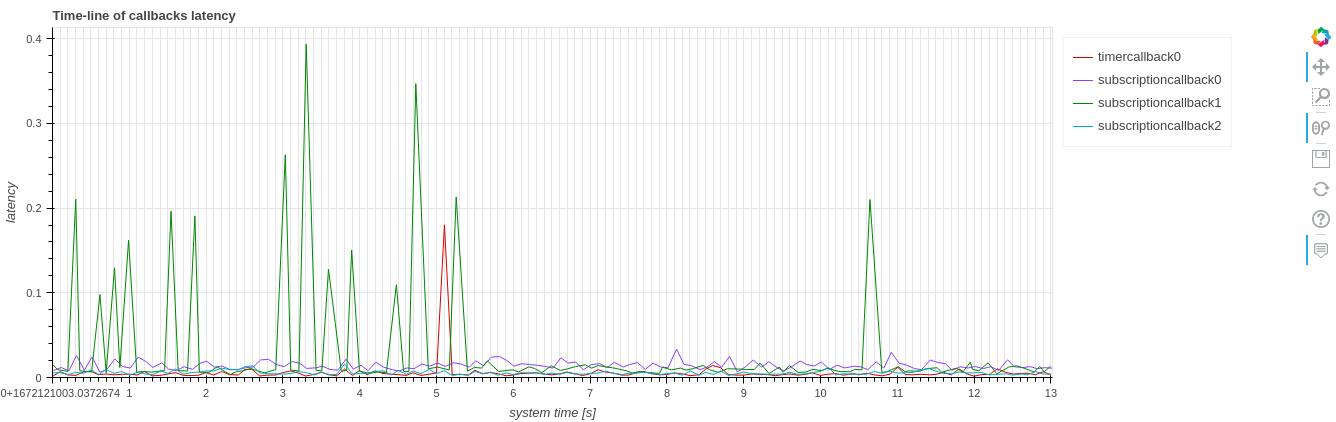 Time-line of callbacks latency
0.4
0.3
0.2
0.1
0
latency
0+1672121003.0372674 1 2 3 4 5 6 7 8 9 10 11 12 13
system time [s]
timercallback0
subscriptioncallback0
subscriptioncallback1
subscriptioncallback2